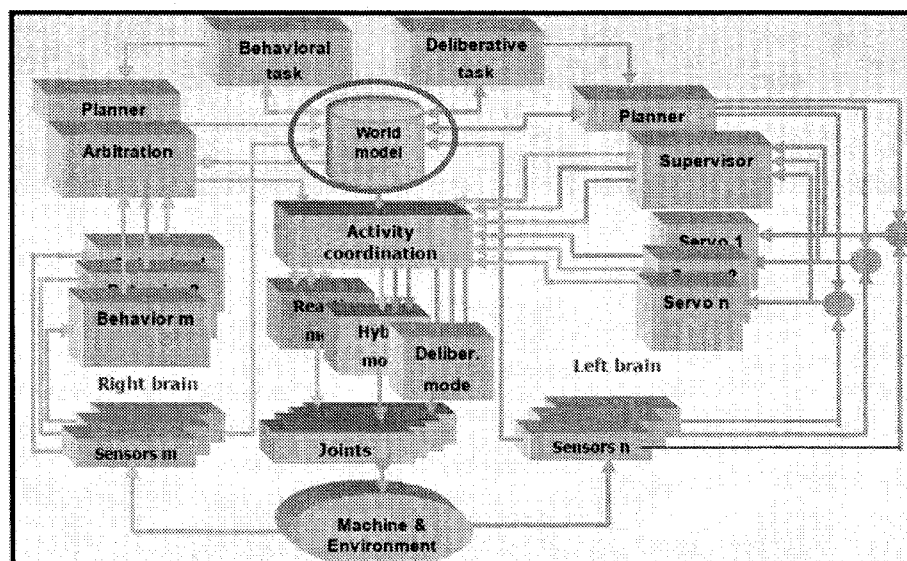 Behavioral
task
Deliberative
task
Planner
Arbitration
World
model
Planner
Supervisor
Activity
coordination
Servo 1
Servo n
Behavior m
Hyb
mo
Deliber.
mode
Right brain
Left brain
Sensors m
Joints
Sensors n
Machine &
Environment